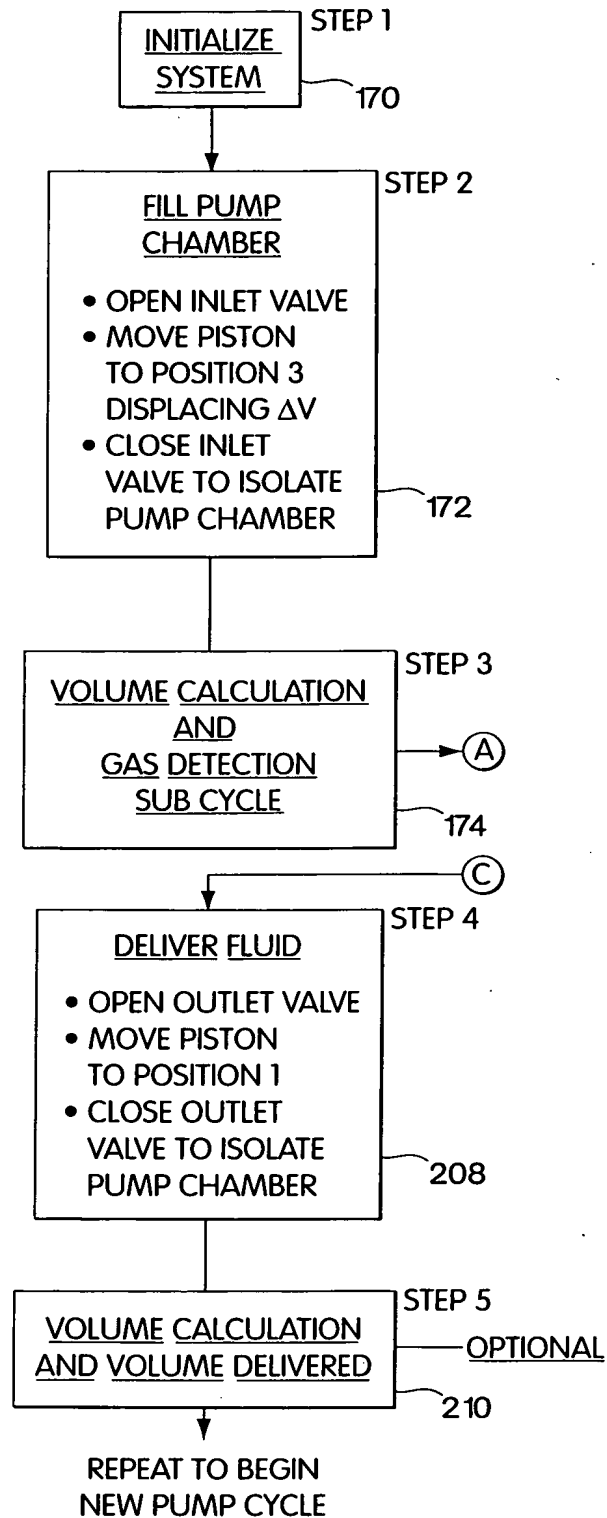 STEP 1
INITIALIZE
SYSTEM
170
STEP 2
FILL PUMP
CHAMBER
• OPEN INLET VALVE
• MOVE PISTON
TO POSITION 3
DISPLACING ΔV
• CLOSE INLET
VALVE TO ISOLATE
PUMP CHAMBER
172
STEP 3
VOLUME CALCULATION
AND
GAS DETECTION
SUB CYCLE
A
174
C
STEP 4
DELIVER FLUID
• OPEN OUTLET VALVE
• MOVE PISTON
TO POSITION 1
• CLOSE OUTLET
VALVE TO ISOLATE
PUMP CHAMBER
208
STEP 5
VOLUME CALCULATION
AND VOLUME DELIVERED
OPTIONAL
210
REPEAT TO BEGIN
NEW PUMP CYCLE